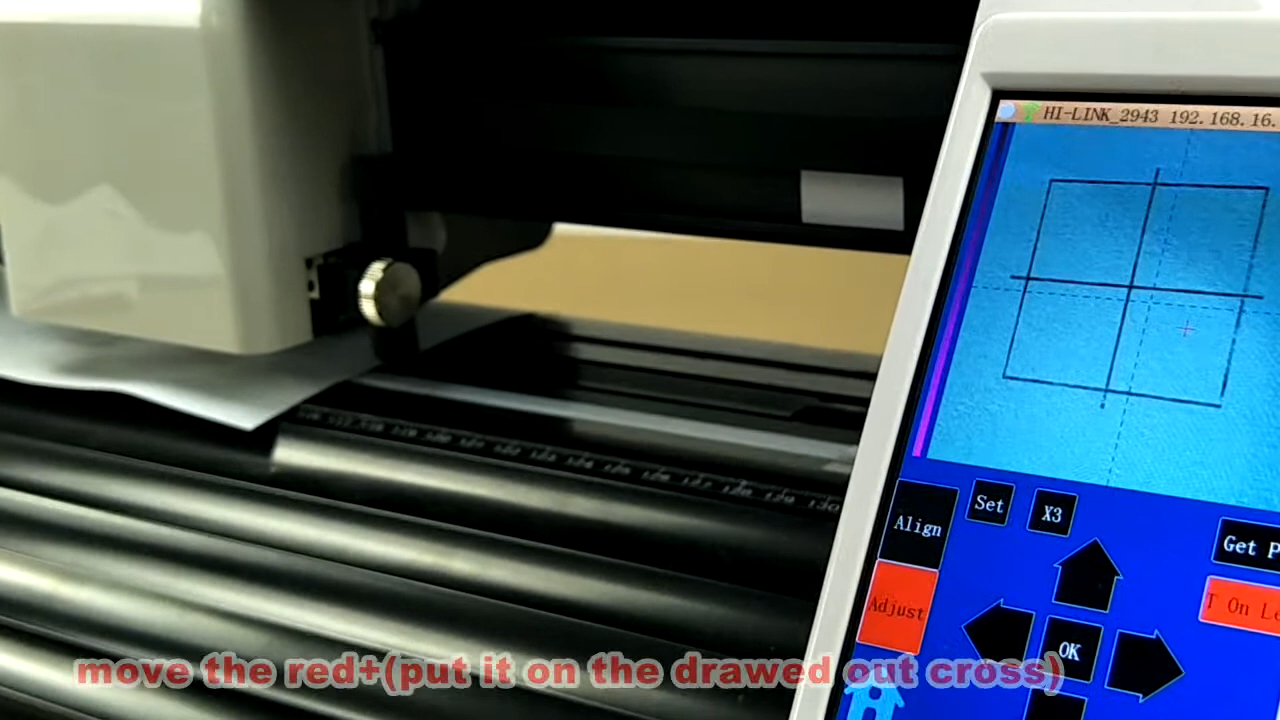 HI-LINK_2943 192.168.16.
Set
X3
Align
Get P
Adjust
T On Le
OK
move the red+(put it on the drawed out cross)